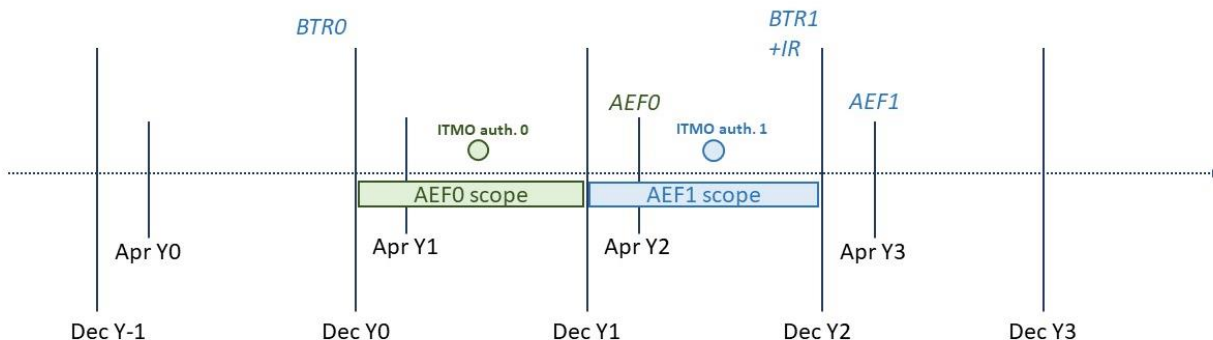 BTR0
BTR1
+IR
AEF0
AEF1
ITMO auth. 0
ITMO auth. 1
AEF0 scope
AEF1 scope
Apr Y0
Apr Y1
Apr Y2
Apr Y3
Dec Y-1
Dec Y0
Dec Y1
Dec Y2
Dec Y3